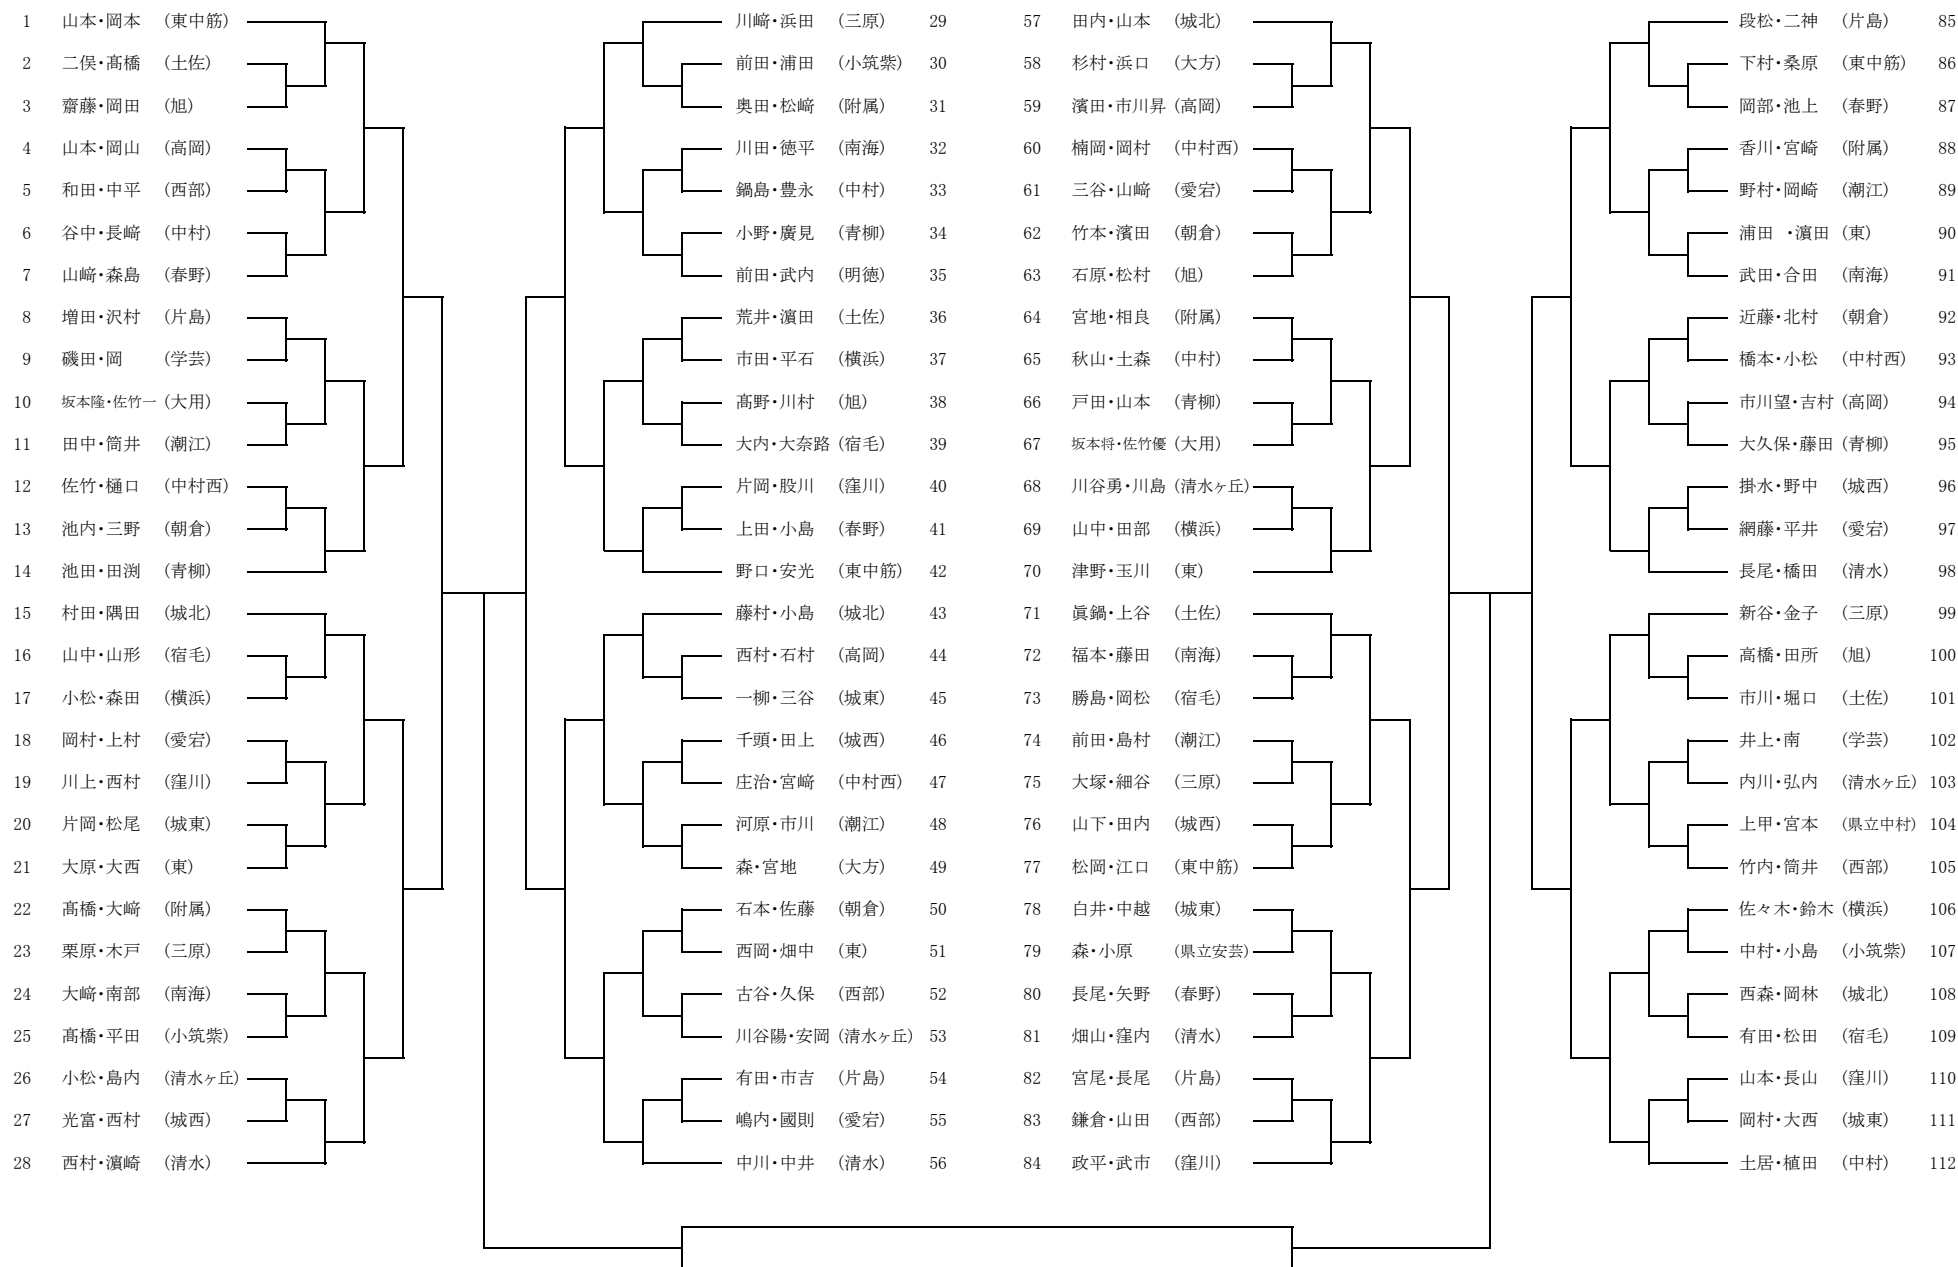 1 山本・岡本 (東中筋)
2 二俣・髙橋 (土佐)
3 齋藤・岡田 (旭)
4 山本・岡山 (高岡)
5 和田・中平 (西部)
6 谷中・長﨑 (中村)
7 山﨑・森島 (春野)
8 増田・沢村 (片島)
9 磯田・岡 (学芸)
10 坂本隆・佐竹一 (大用)
11 田中・筒井 (潮江)
12 佐竹・樋口 (中村西)
13 池内・三野 (朝倉)
14 池田・田渕 (青柳)
15 村田・隅田 (城北)
16 山中・山形 (宿毛)
17 小松・森田 (横浜)
18 岡村・上村 (愛宕)
19 川上・西村 (窪川)
20 片岡・松尾 (城東)
21 大原・大西 (東)
22 髙橋・大﨑 (附属)
23 栗原・木戸 (三原)
24 大﨑・南部 (南海)
25 髙橋・平田 (小筑紫)
26 小松・島内 (清水ヶ丘)
27 光富・西村 (城西)
28 西村・濵崎 (清水)
川﨑・浜田 (三原) 29
前田・浦田 (小筑紫) 30
奥田・松﨑 (附属) 31
川田・徳平 (南海) 32
鍋島・豊永 (中村) 33
小野・廣見 (青柳) 34
前田・武内 (明徳) 35
荒井・濵田 (土佐) 36
市田・平石 (横浜) 37
髙野・川村 (旭) 38
大内・大奈路 (宿毛) 39
片岡・股川 (窪川) 40
上田・小島 (春野) 41
野口・安光 (東中筋) 42
藤村・小島 (城北) 43
西村・石村 (高岡) 44
一柳・三谷 (城東) 45
千頭・田上 (城西) 46
庄治・宮﨑 (中村西) 47
河原・市川 (潮江) 48
森・宮地 (大方) 49
石本・佐藤 (朝倉) 50
西岡・畑中 (東) 51
古谷・久保 (西部) 52
川谷陽・安岡 (清水ヶ丘) 53
有田・市吉 (片島) 54
嶋内・國則 (愛宕) 55
中川・中井 (清水) 56
57 田内・山本 (城北)
58 杉村・浜口 (大方)
59 濱田・市川昇 (高岡)
60 楠岡・岡村 (中村西)
61 三谷・山﨑 (愛宕)
62 竹本・濱田 (朝倉)
63 石原・松村 (旭)
64 宮地・相良 (附属)
65 秋山・土森 (中村)
66 戸田・山本 (青柳)
67 坂本将・佐竹優 (大用)
68 川谷勇・川島 (清水ヶ丘)
69 山中・田部 (横浜)
70 津野・玉川 (東)
71 眞鍋・上谷 (土佐)
72 福本・藤田 (南海)
73 勝島・岡松 (宿毛)
74 前田・島村 (潮江)
75 大塚・細谷 (三原)
76 山下・田内 (城西)
77 松岡・江口 (東中筋)
78 白井・中越 (城東)
79 森・小原 (県立安芸)
80 長尾・矢野 (春野)
81 畑山・窪内 (清水)
82 宮尾・長尾 (片島)
83 鎌倉・山田 (西部)
84 政平・武市 (窪川)
段松・二神 (片島) 85
下村・桑原 (東中筋) 86
岡部・池上 (春野) 87
香川・宮崎 (附属) 88
野村・岡崎 (潮江) 89
浦田 ・濵田 (東) 90
武田・合田 (南海) 91
近藤・北村 (朝倉) 92
橋本・小松 (中村西) 93
市川望・吉村 (高岡) 94
大久保・藤田 (青柳) 95
掛水・野中 (城西) 96
網藤・平井 (愛宕) 97
長尾・橋田 (清水) 98
新谷・金子 (三原) 99
高橋・田所 (旭) 100
市川・堀口 (土佐) 101
井上・南 (学芸) 102
内川・弘内 (清水ヶ丘) 103
上甲・宮本 (県立中村) 104
竹内・筒井 (西部) 105
佐々木・鈴木 (横浜) 106
中村・小島 (小筑紫) 107
西森・岡林 (城北) 108
有田・松田 (宿毛) 109
山本・長山 (窪川) 110
岡村・大西 (城東) 111
土居・植田 (中村) 112